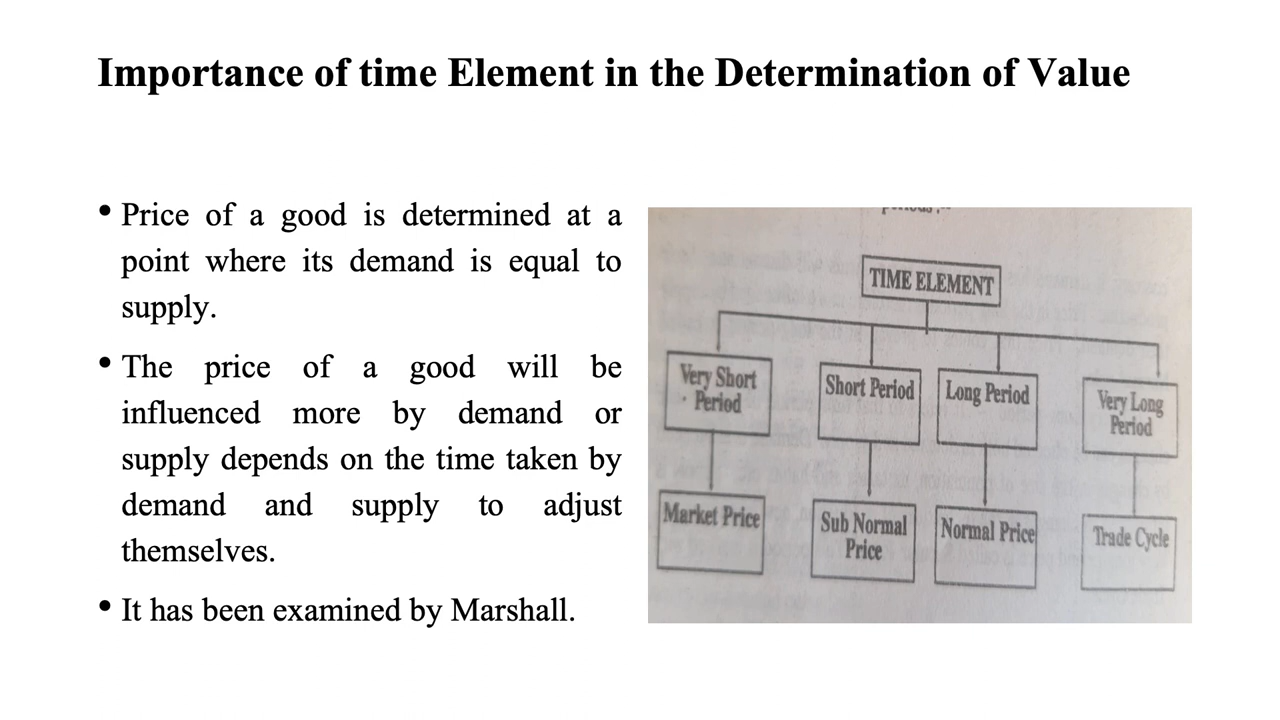 Importance of time Element in the Determination of Value
• Price of a good is determined at a
point where its demand is equal to
supply.
• The price of a good will be
influenced more by demand or
supply depends on the time taken by
demand and supply to adjust
themselves.
• It has been examined by Marshall.
TIME ELEMENT
Very Short
Period
Short Period
Long Period
Very Long
Period
Market Price
Sub Normal
Price
Normal Price
Trade Cycle